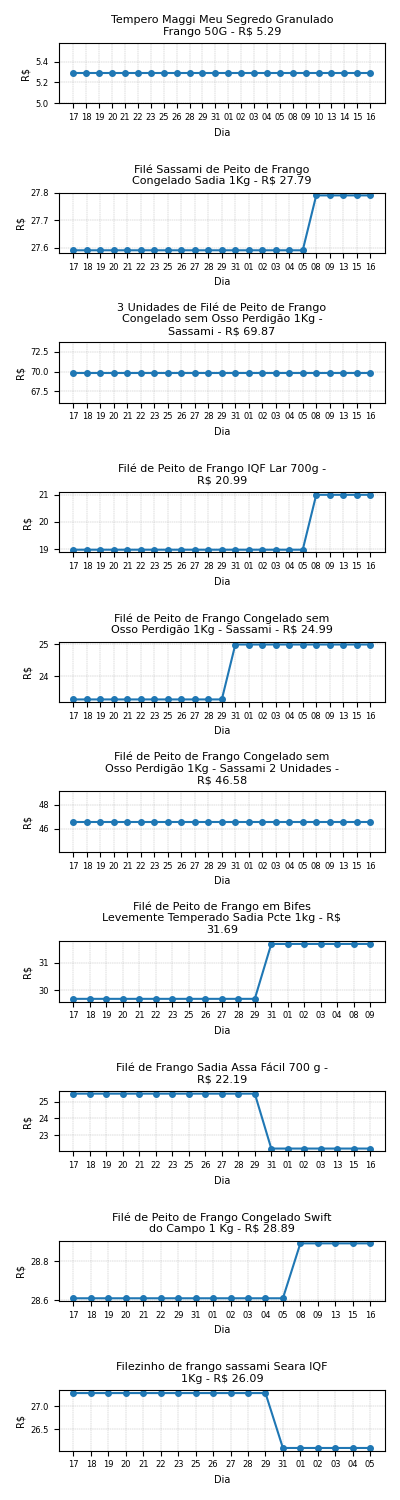 Tempero Maggi Meu Segredo Granulado
Frango 50G - R$ 5.29
5.4
5.2
5.0
R$
17 18 19 20 21 22 23 25 26 27 28 29 31 01 02 03 04 05 08 09 10 13 14 15 16
Dia
Filé Sassami de Peito de Frango
Congelado Sadia 1Kg - R$ 27.79
27.8
27.7
27.6
R$
17 18 19 20 21 22 23 25 26 27 28 29 31 01 02 03 04 05 08 09 13 15 16
Dia
3 Unidades de Filé de Peito de Frango
Congelado sem Osso Perdigão 1Kg -
Sassami - R$ 69.87
72.5
70.0
67.5
R$
17 18 19 20 21 22 23 25 26 27 28 29 31 01 02 03 04 05 08 09 13 15 16
Dia
Filé de Peito de Frango IQF Lar 700g -
R$ 20.99
21
20
19
R$
17 18 19 20 21 22 23 25 26 27 28 29 31 01 02 03 04 05 08 09 13 15 16
Dia
Filé de Peito de Frango Congelado sem
Osso Perdigão 1Kg - Sassami - R$ 24.99
25
24
R$
17 18 19 20 21 22 23 25 26 27 28 29 31 01 02 03 04 05 08 09 13 15 16
Dia
Filé de Peito de Frango Congelado sem
Osso Perdigão 1Kg - Sassami 2 Unidades -
R$ 46.58
48
46
R$
17 18 19 20 21 22 23 25 26 27 28 29 31 01 02 03 04 05 08 09 13 15 16
Dia
Filé de Peito de Frango em Bifes
Levemente Temperado Sadia Pcte 1kg - R$
31.69
31
30
R$
17 18 19 20 21 22 23 25 26 27 28 29 31 01 02 03 04 08 09
Dia
Filé de Frango Sadia Assa Fácil 700 g -
R$ 22.19
25
24
23
R$
17 18 19 20 21 22 23 25 26 27 28 29 31 01 02 03 13 15 16
Dia
Filé de Peito de Frango Congelado Swift
do Campo 1 Kg - R$ 28.89
28.8
28.6
R$
17 18 19 20 21 22 29 31 01 02 03 04 05 08 09 13 15 16
Dia
Filezinho de frango sassami Seara IQF
1Kg - R$ 26.09
27.0
26.5
R$
17 18 19 20 21 22 23 25 26 27 28 29 30 01 02 03 04 05
Dia